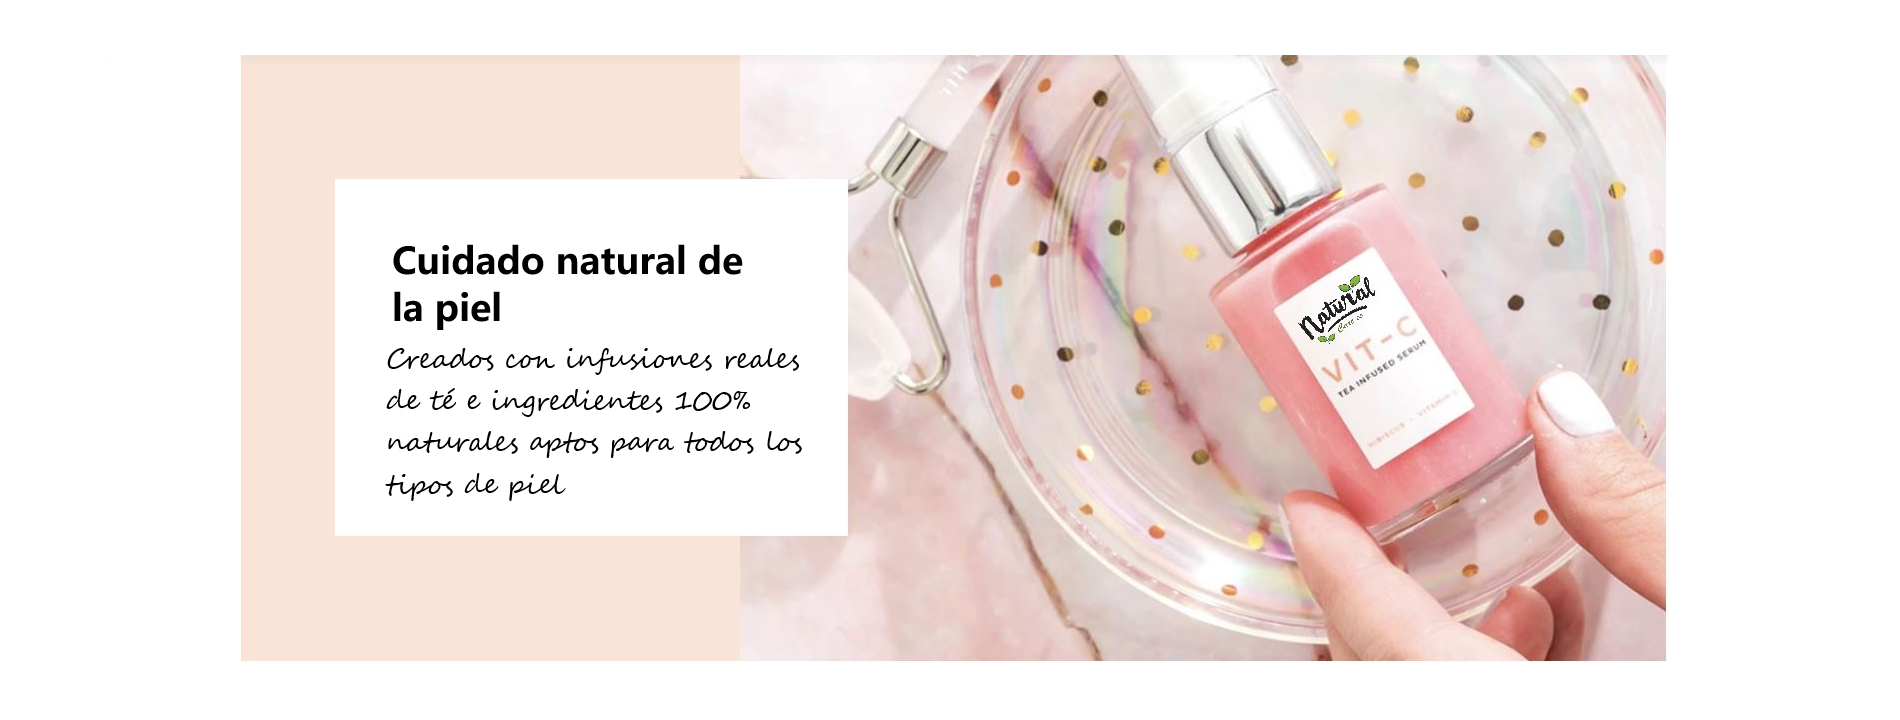 Cuidado natural de
la piel
Creados con infusiones reales
de té e ingredientes 100%
naturales aptos para todos los
tipos de piel
Natural
Care co
VIT-C
TEA INFUSED SERUM
HIBISCUS + VITAMIN C